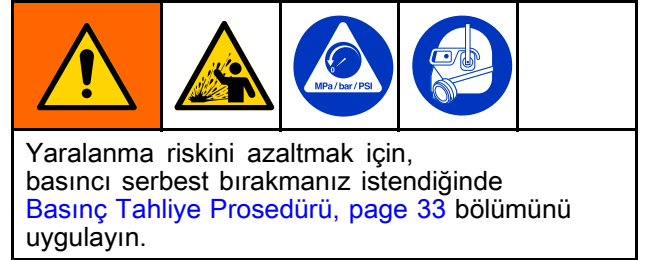 MPa / bar / PSI
Yaralanma riskini azaltmak için,
basıncı serbest bırakmanız istendiğinde
Basınç Tahliye Prosedürü, page 33 bölümünü
uygulayın.